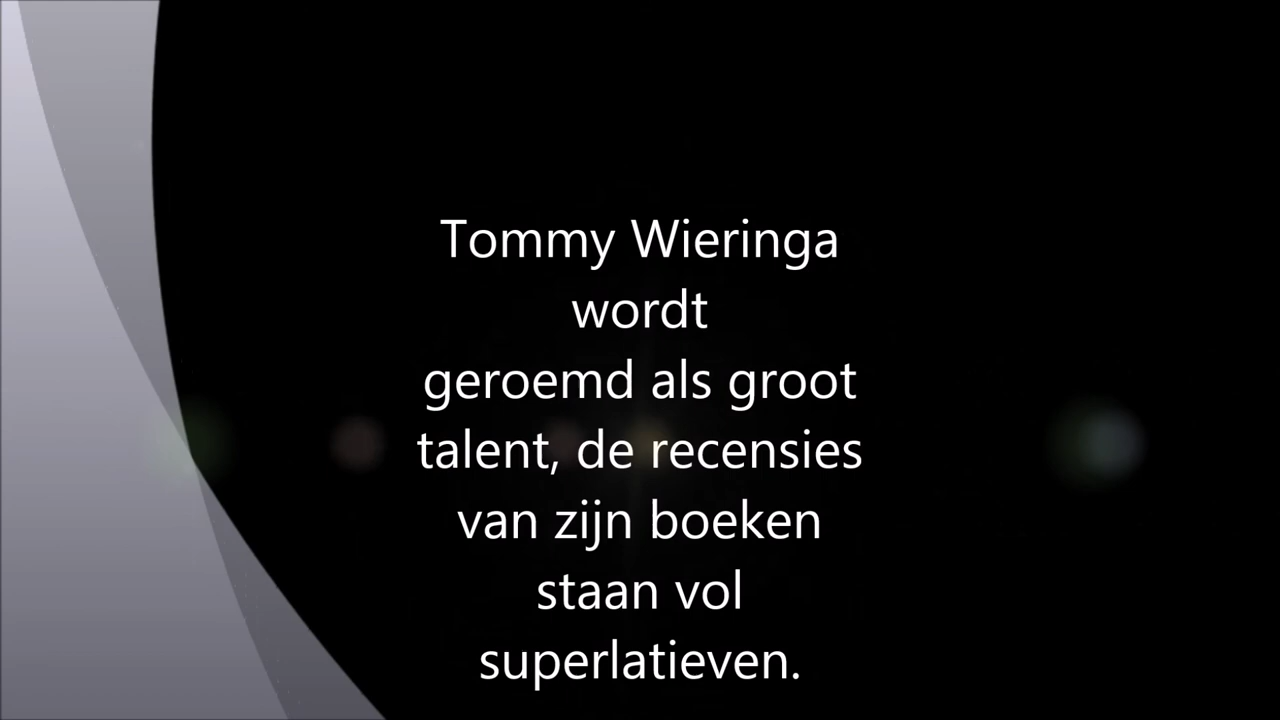 Tommy Wieringa
wordt
geroemd als groot
talent, de recensies
van zijn boeken
staan vol
superlatieven.